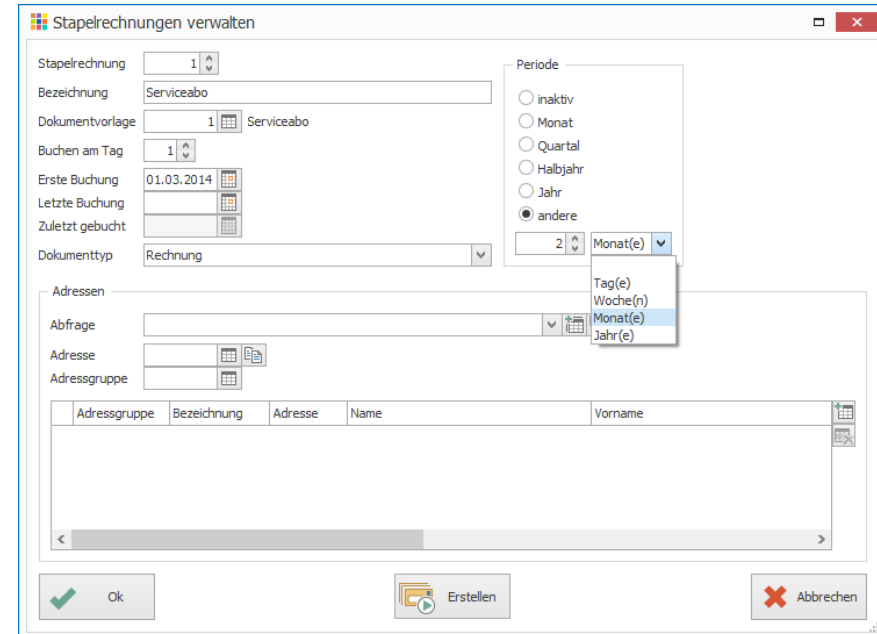 Stapelrechnungen verwalten
Stapelrechnung 1
Bezeichnung Serviceabo
Dokumentvorlage 1 Serviceabo
Buchen am Tag 1
Erste Buchung 01.03.2014
Letzte Buchung
Zuletzt gebucht
Dokumenttyp Rechnung
Periode
inaktiv
Monat
Quartal
Halbjahr
Jahr
andere
2 Monat(e)
Tag(e)
Woche(n)
Monat(e)
Jahr(e)
Adressen
Abfrage
Adresse
Adressgruppe
Adressgruppe Bezeichnung Adresse Name Vorname
Ok Erstellen Abbrechen